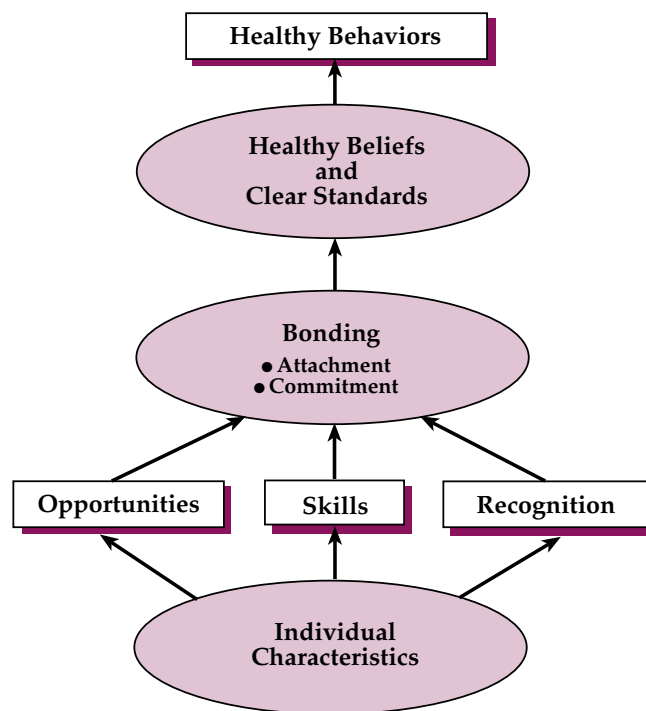 Healthy Behaviors
Healthy Beliefs
and
Clear Standards
Bonding
● Attachment
● Commitment
Opportunities
Skills
Recognition
Individual
Characteristics